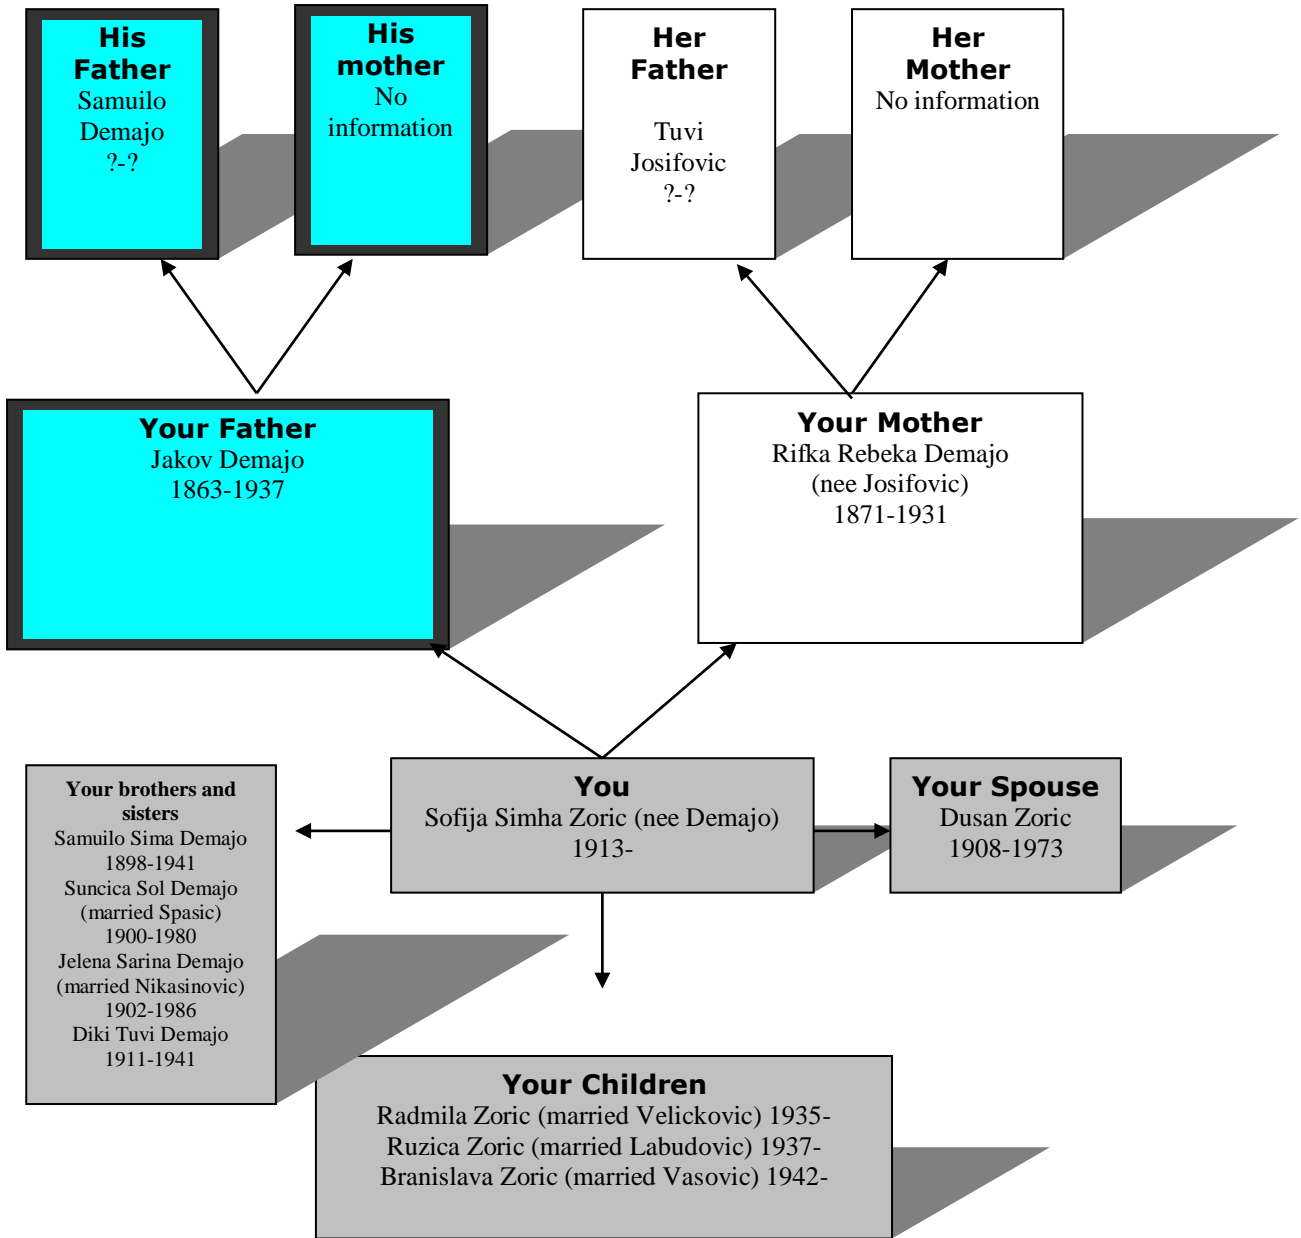 His
Father
Samuilo
Demajo
?-?
His
mother
No
information
Her
Father
Tuvi
Josifovic
?-?
Her
Mother
No information
Your Father
Jakov Demajo
1863-1937
Your Mother
Rifka Rebeka Demajo
(nee Josifovic)
1871-1931
Your brothers and
sisters
Samuilo Sima Demajo
1898-1941
Suncica Sol Demajo
(married Spasic)
1900-1980
Jelena Sarina Demajo
(married Nikasinovic)
1902-1986
Diki Tuvi Demajo
1911-1941
You
Sofija Simha Zoric (nee Demajo)
1913-
Your Spouse
Dusan Zoric
1908-1973
Your Children
Radmila Zoric (married Velickovic) 1935-
Ruzica Zoric (married Labudovic) 1937-
Branislava Zoric (married Vasovic) 1942-